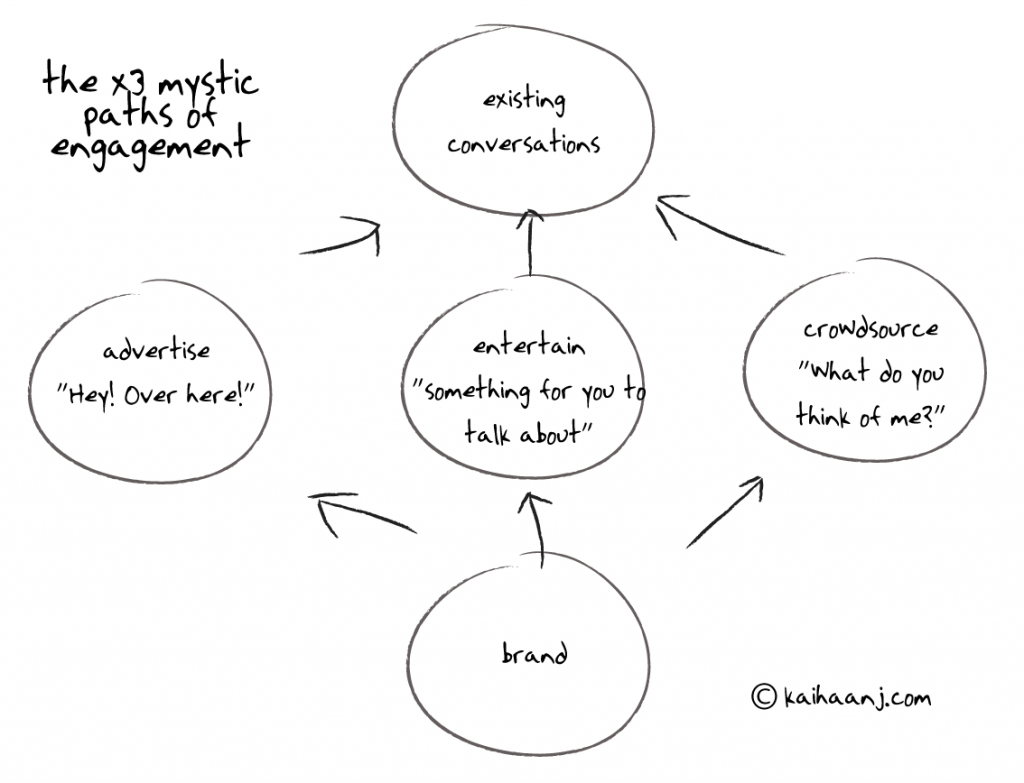 the x3 mystic
paths of
engagement
existing
conversations
advertise
"Hey! Over here!"
entertain
"something for you to
talk about"
crowdsource
"What do you
think of me?"
brand
© kaihaanj.com